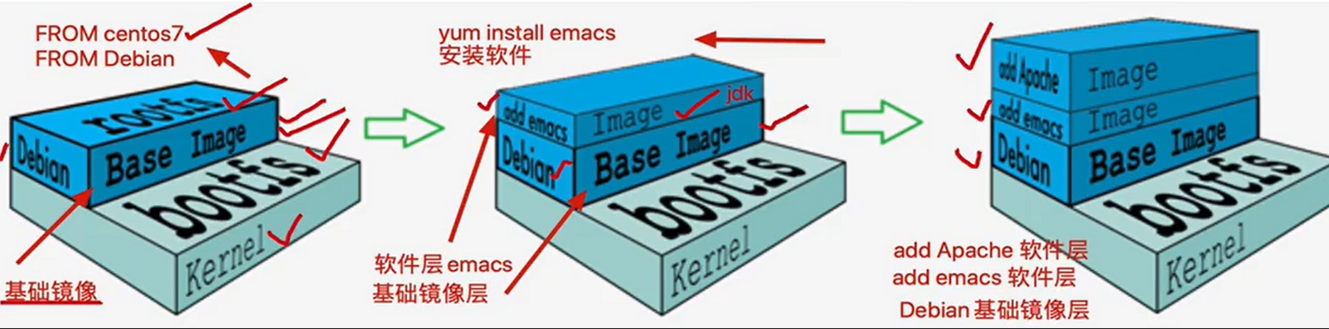 FROM centos7
FROM Debian
rootfs
Debian
Base Image
bootfs
Kernel
基础镜像
yum install emacs
安装软件
jdk
add emacs
Image
Debian
Base Image
bootfs
Kernel
软件层 emacs
基础镜像层
add Apache
Image
add emacs
Image
Debian
Base Image
bootfs
Kernel
add Apache 软件层
add emacs 软件层
Debian 基础镜像层